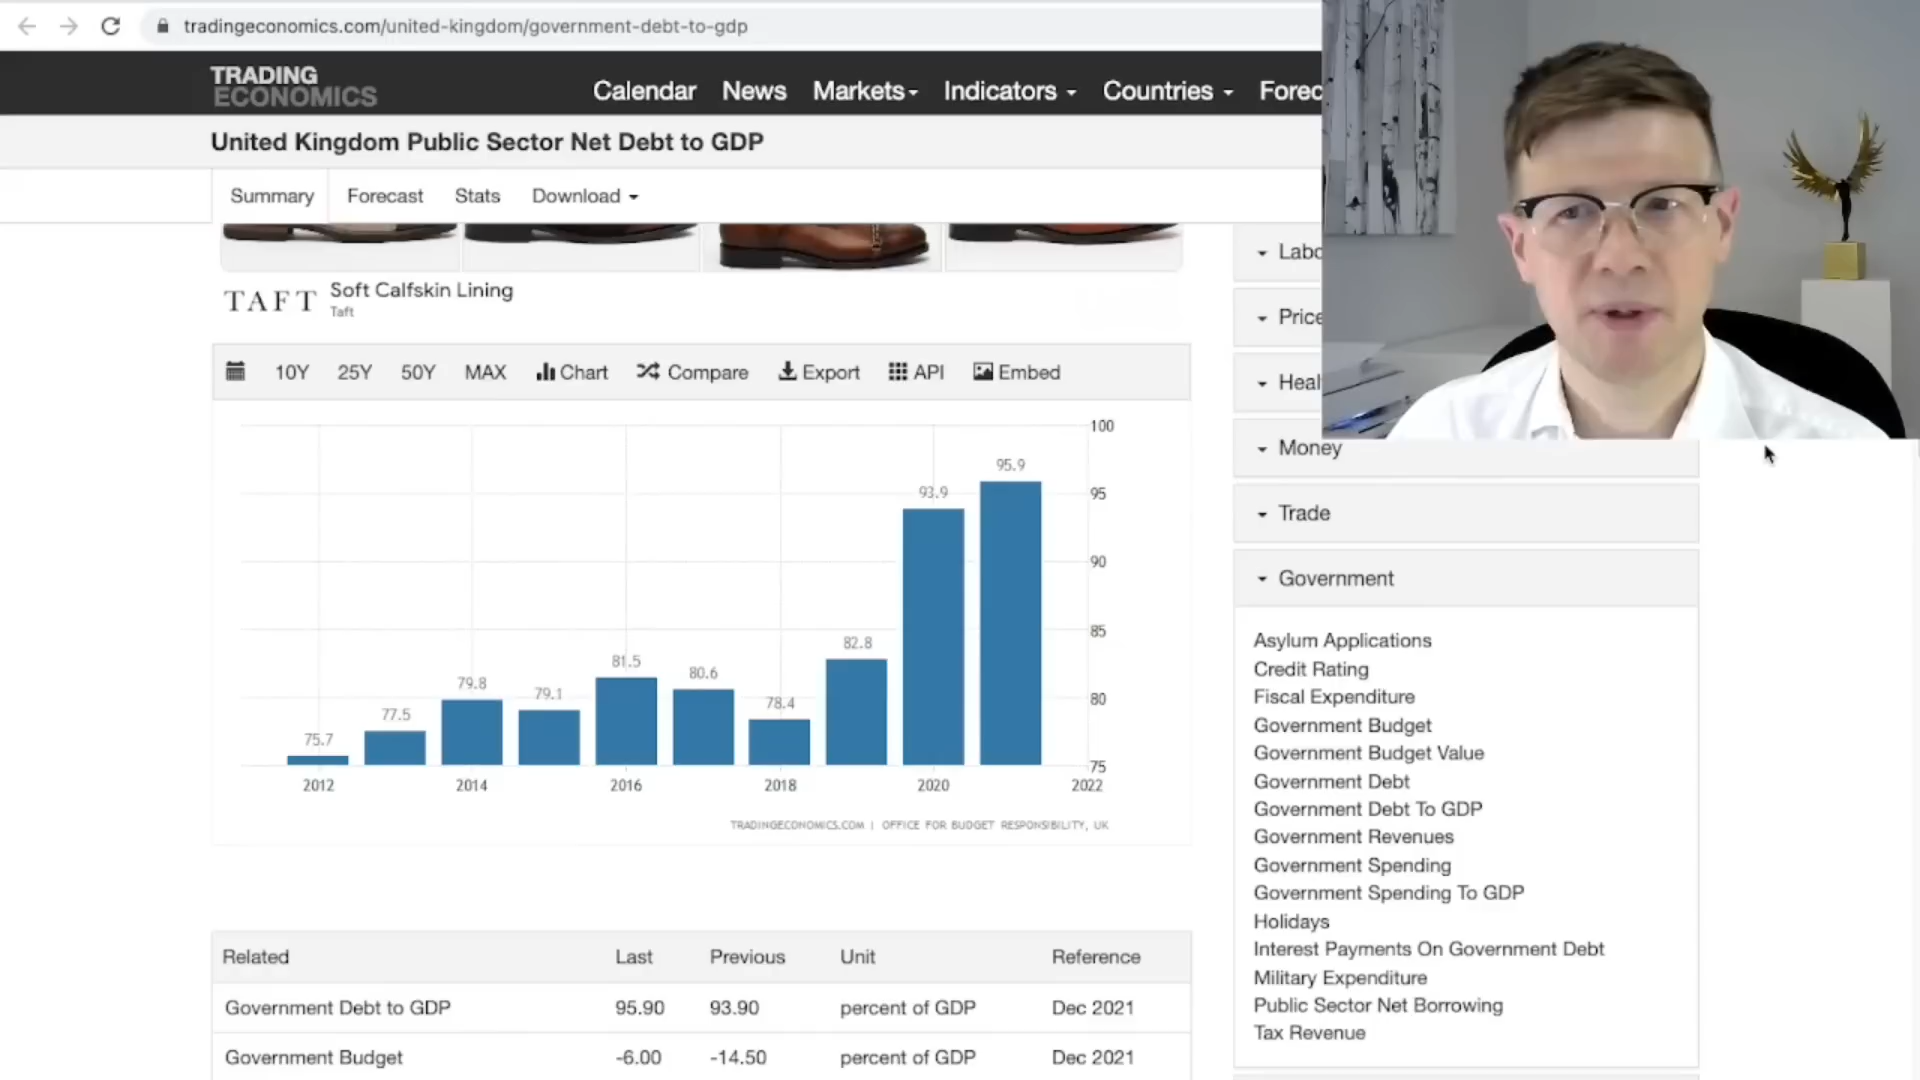 tradingeconomics.com/united-kingdom/government-debt-to-gdp
TRADING
ECONOMICS
Calendar News Markets Indicators Countries Forec
United Kingdom Public Sector Net Debt to GDP
Summary Forecast Stats Download
TAFT
Soft Calfskin Lining
Taft
10Y 25Y 50Y MAX Chart Compare Export API Embed
100
95
90
85
80
75
75.7
77.5
79.8
79.1
81.5
80.6
78.4
82.8
93.9
95.9
2012 2014 2016 2018 2020 2022
TRADINGECONOMICS.COM | OFFICE FOR BUDGET RESPONSIBILITY, UK
Related Last Previous Unit Reference
Government Debt to GDP 95.90 93.90 percent of GDP Dec 2021
Government Budget -6.00 -14.50 percent of GDP Dec 2021
Labo
Price
Heal
Money
Trade
Government
Asylum Applications
Credit Rating
Fiscal Expenditure
Government Budget
Government Budget Value
Government Debt
Government Debt To GDP
Government Revenues
Government Spending
Government Spending To GDP
Holidays
Interest Payments On Government Debt
Military Expenditure
Public Sector Net Borrowing
Tax Revenue